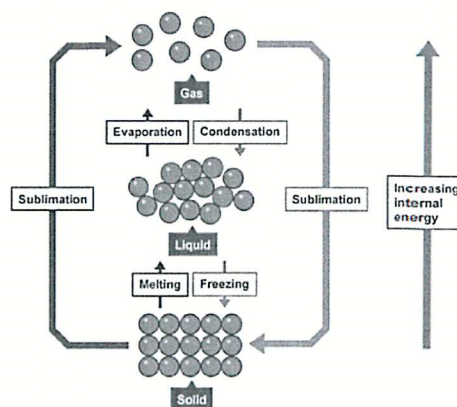 Gas
Evaporation
Condensation
Sublimation
Sublimation
Increasing
internal
energy
Liquid
Melting
Freezing
Solid